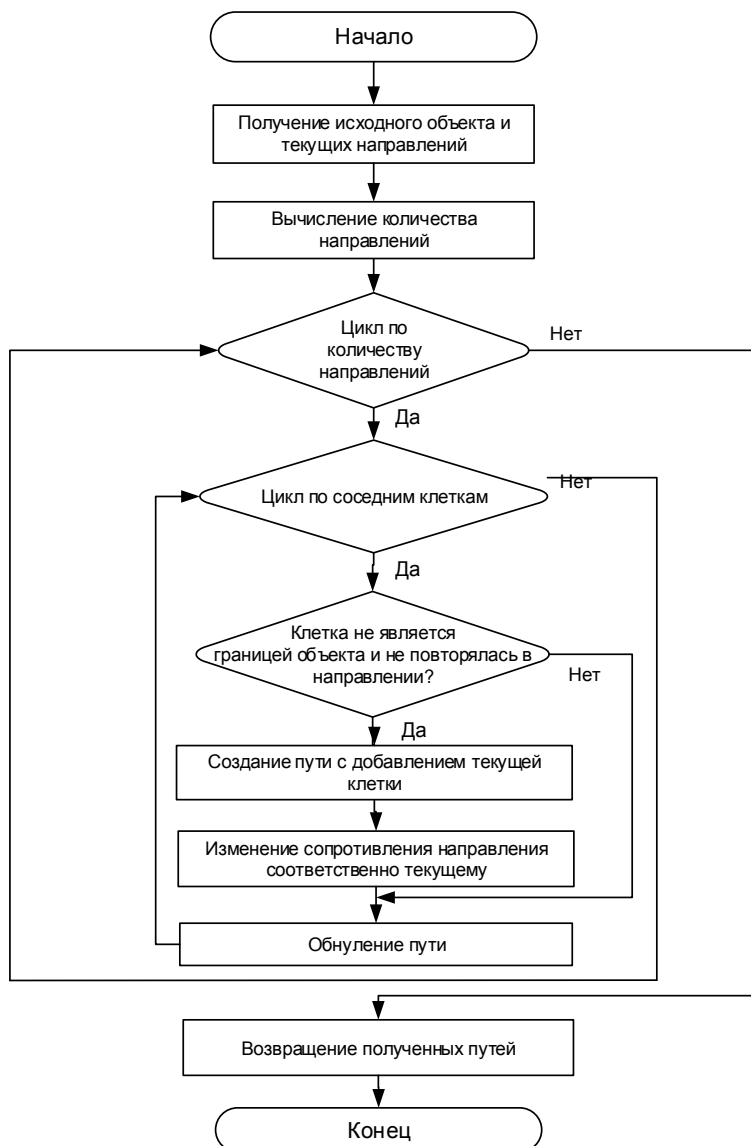 Начало
Получение исходного объекта и
текущих направлений
Вычисление количества
направлений
Цикл по
количеству
направлений
Нет
Да
Цикл по соседним клеткам
Нет
Да
Клетка не является
границей объекта и не повторялась в
направлении?
Нет
Да
Создание пути с добавлением текущей
клетки
Изменение сопротивления направления
соответственно текущему
Обнуление пути
Возвращение полученных путей
Конец